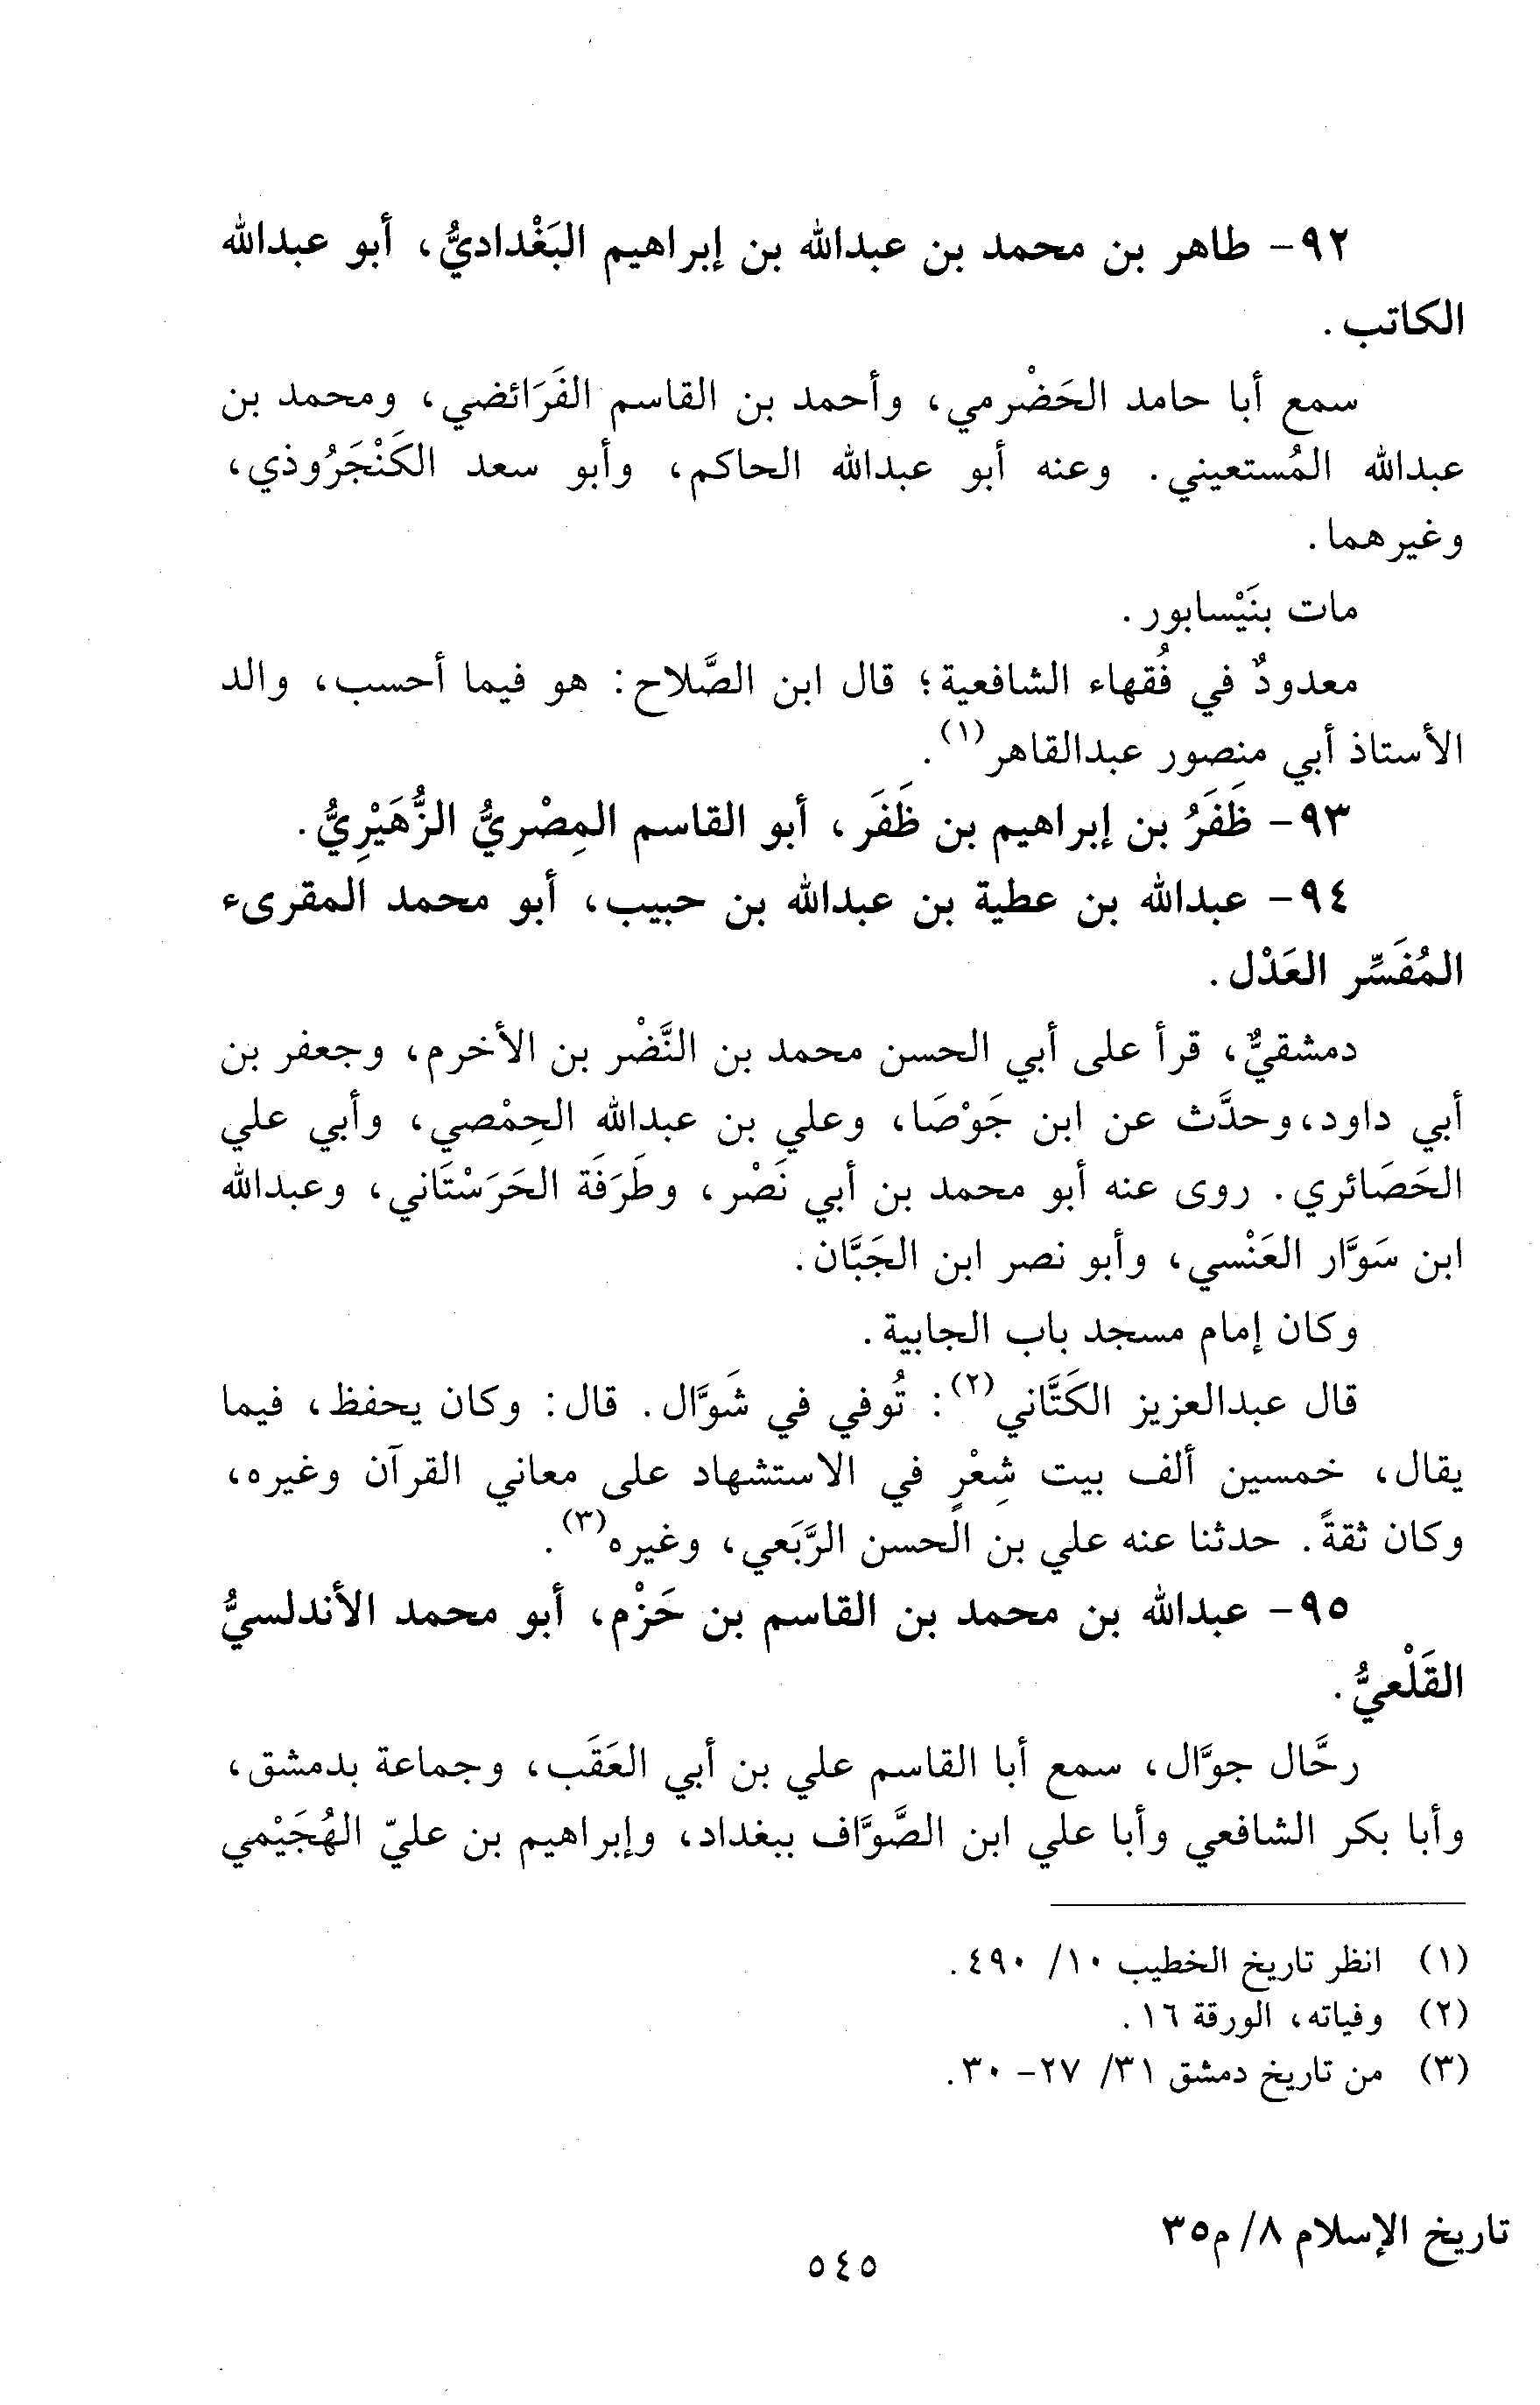 ٩٢- طاهر بن محمد بن عبدالله بن إبراهيم البَغْداديُّ، أبو عبدالله
الكاتب.
سمع أبا حامد الحَضْرمي، وأحمد بن القاسم الفَرَائضي، ومحمد بن
عبدالله المُستعيني. وعنه أبو عبدالله الحاكم، وأبو سعد الكَنْجَرُوذي،
وغيرهما.
مات بنَيْسابور.
معدودٌ في فُقهاء الشافعية؛ قال ابن الصَّلاح: هو فيما أحسب، والد
الأستاذ أبي منصور عبدالقاهر(١).
٩٣- ظَفَرُ بن إبراهيم بن ظَفَر، أبو القاسم المِصْريُّ الزُّهَيْرِيُّ.
٩٤- عبدالله بن عطية بن عبدالله بن حبيب، أبو محمد المقرىء
المُفَسِّر العَدْل.
دمشقيٌّ، قرأ على أبي الحسن محمد بن النَّضْر بن الأخرم، وجعفر بن
أبي داود،وحدَّث عن ابن جَوْصَا، وعلي بن عبدالله الحِمْصي، وأبي علي
الحَصَائري. روى عنه أبو محمد بن أبي نَصْر، وطَرَفَة الحَرَسْتَاني، وعبدالله
ابن سَوَّار العَنْسي، وأبو نصر ابن الجَبَّان.
وكان إمام مسجد باب الجابية.
قال عبدالعزيز الكَتَّاني(٢): تُوفي في شَوَّال. قال: وكان يحفظ، فيما
يقال، خمسين ألف بيت شِعْرٍ في الاستشهاد على معاني القرآن وغيره،
وكان ثقةً. حدثنا عنه علي بن الحسن الرَّبَعي، وغيره(٣).
٩٥- عبدالله بن محمد بن القاسم بن حَزْم، أبو محمد الأندلسيُّ
القَلْعيُّ.
رحَّال جوَّال، سمع أبا القاسم علي بن أبي العَقَب، وجماعة بدمشق،
وأبا بكر الشافعي وأبا علي ابن الصَّوَّاف ببغداد، وإبراهيم بن عليّ الهُجَيْمي
(١) انظر تاريخ الخطيب ١٠/ ٤٩٠.
(٢) وفياته، الورقة ١٦.
(٣) من تاريخ دمشق ٣١/ ٢٧- ٣٠.
تاريخ الإسلام ٨/ م٣٥
٥٤٥